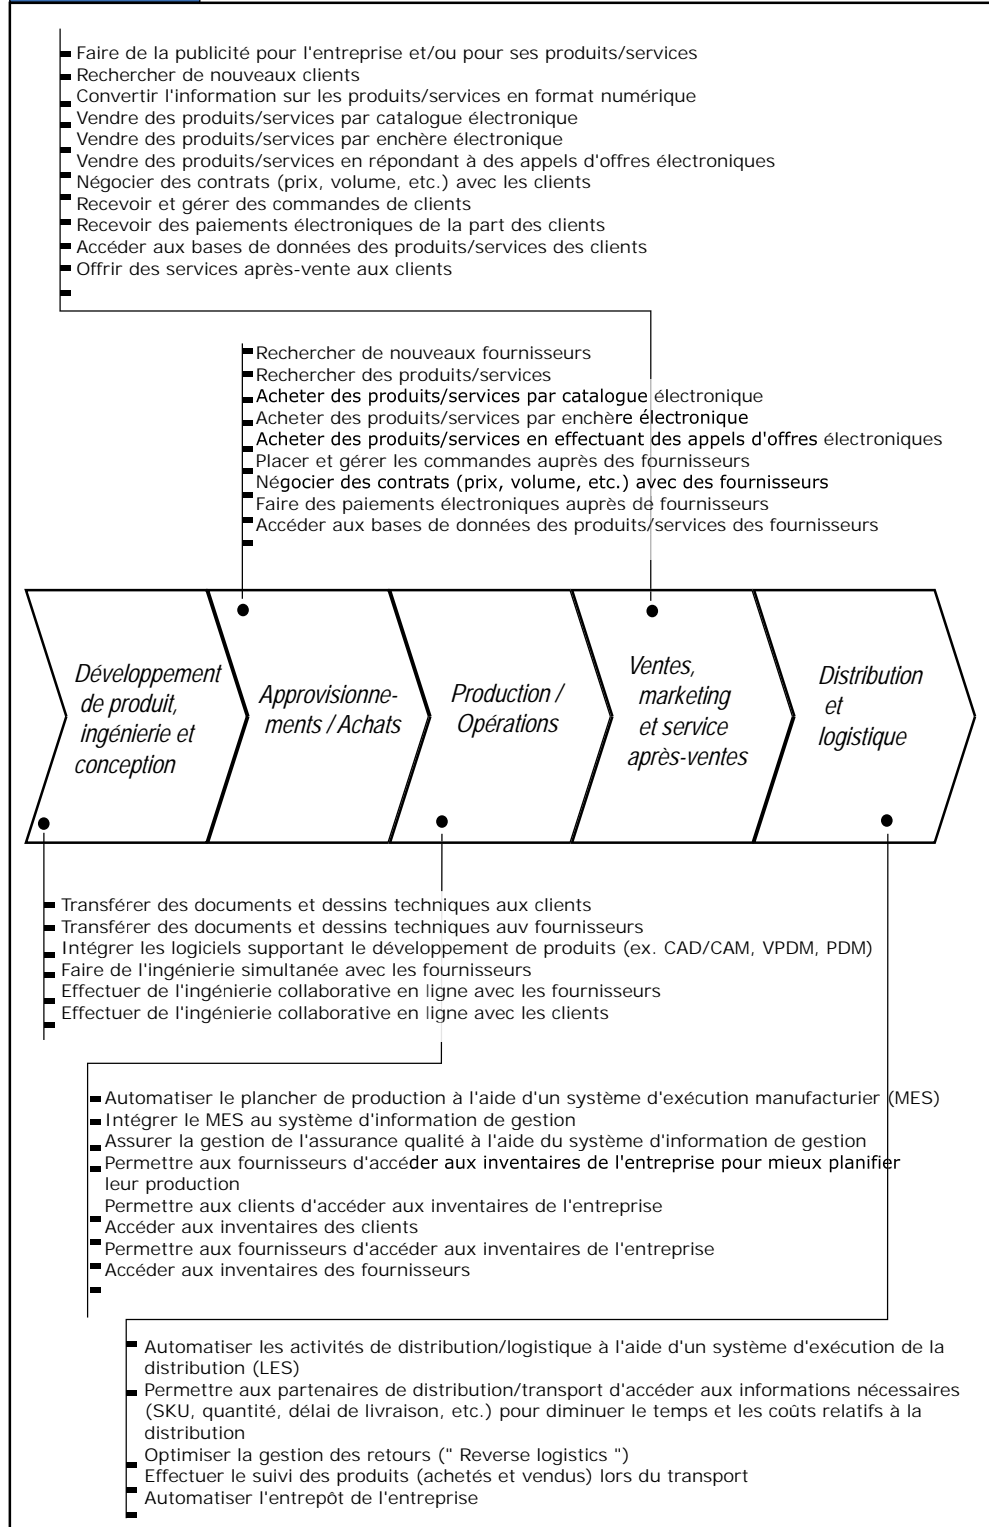 Faire de la publicité pour l'entreprise et/ou pour ses produits/services
Rechercher de nouveaux clients
Convertir l'information sur les produits/services en format numérique
Vendre des produits/services par catalogue électronique
Vendre des produits/services par enchère électronique
Vendre des produits/services en répondant à des appels d'offres électroniques
Négocier des contrats (prix, volume, etc.) avec les clients
Recevoir et gérer des commandes de clients
Recevoir des paiements électroniques de la part des clients
Accéder aux bases de données des produits/services des clients
Offrir des services après-vente aux clients
Rechercher de nouveaux fournisseurs
Rechercher des produits/services
Acheter des produits/services par catalogue électronique
Acheter des produits/services par enchère électronique
Acheter des produits/services en effectuant des appels d'offres électroniques
Placer et gérer les commandes auprès des fournisseurs
Négocier des contrats (prix, volume, etc.) avec des fournisseurs
Faire des paiements électroniques auprès de fournisseurs
Accéder aux bases de données des produits/services des fournisseurs
Développement
de produit,
ingénierie et
conception
Approvisionne-
ments / Achats
Production /
Opérations
Ventes,
marketing
et service
après-ventes
Distribution
et
logistique
Transférer des documents et dessins techniques aux clients
Transférer des documents et dessins techniques auv fournisseurs
Intégrer les logiciels supportant le développement de produits (ex. CAD/CAM, VPDM, PDM)
Faire de l'ingénierie simultanée avec les fournisseurs
Effectuer de l'ingénierie collaborative en ligne avec les fournisseurs
Effectuer de l'ingénierie collaborative en ligne avec les clients
Automatiser le plancher de production à l'aide d'un système d'exécution manufacturier (MES)
Intégrer le MES au système d'information de gestion
Assurer la gestion de l'assurance qualité à l'aide du système d'information de gestion
Permettre aux fournisseurs d'accéder aux inventaires de l'entreprise pour mieux planifier
leur production
Permettre aux clients d'accéder aux inventaires de l'entreprise
Accéder aux inventaires des clients
Permettre aux fournisseurs d'accéder aux inventaires de l'entreprise
Accéder aux inventaires des fournisseurs
Automatiser les activités de distribution/logistique à l'aide d'un système d'exécution de la
distribution (LES)
Permettre aux partenaires de distribution/transport d'accéder aux informations nécessaires
(SKU, quantité, délai de livraison, etc.) pour diminuer le temps et les coûts relatifs à la
distribution
Optimiser la gestion des retours (" Reverse logistics ")
Effectuer le suivi des produits (achetés et vendus) lors du transport
Automatiser l'entrepôt de l'entreprise